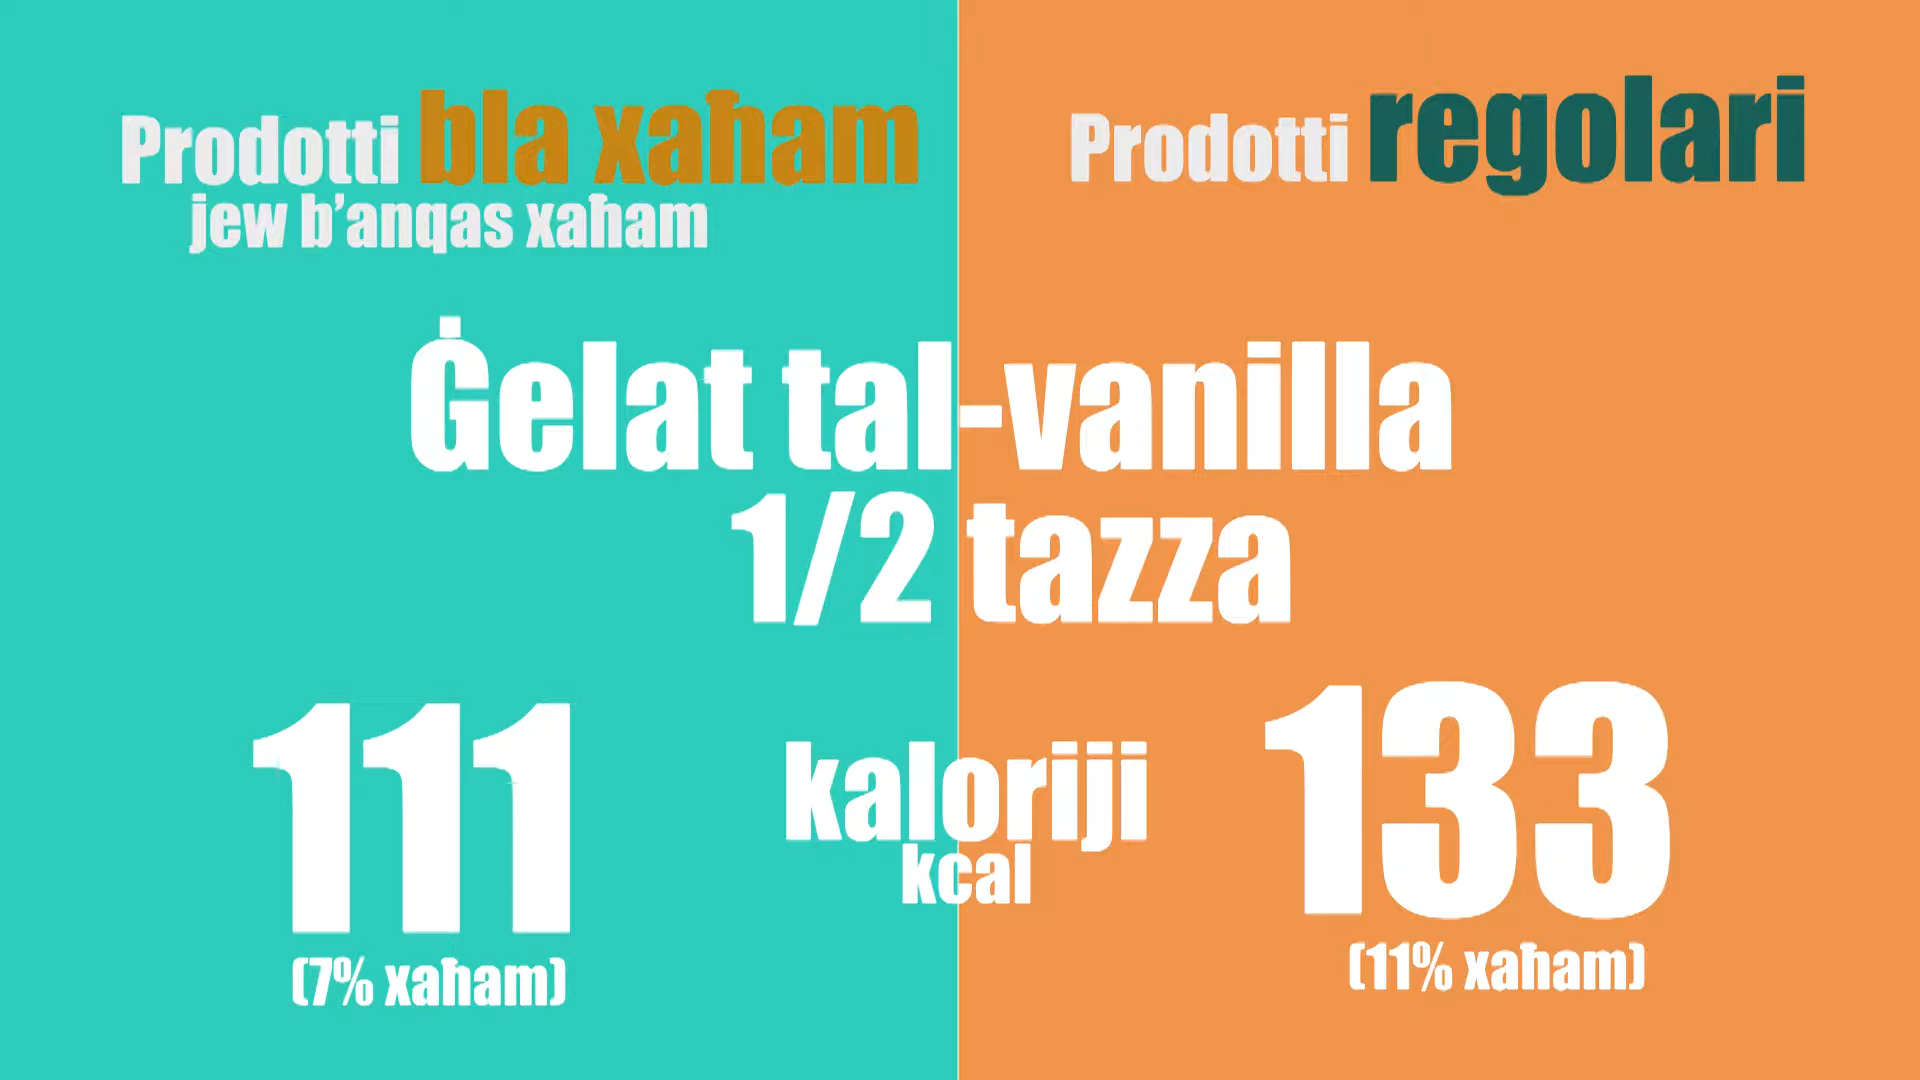 Prodotti bla xaħam
jew b'anqas xaħam
Prodotti regolari
Ġelat tal-vanilla
1/2 tazza
111
(7% xaħam)
kaloriji
kcal
133
(11% xaħam)